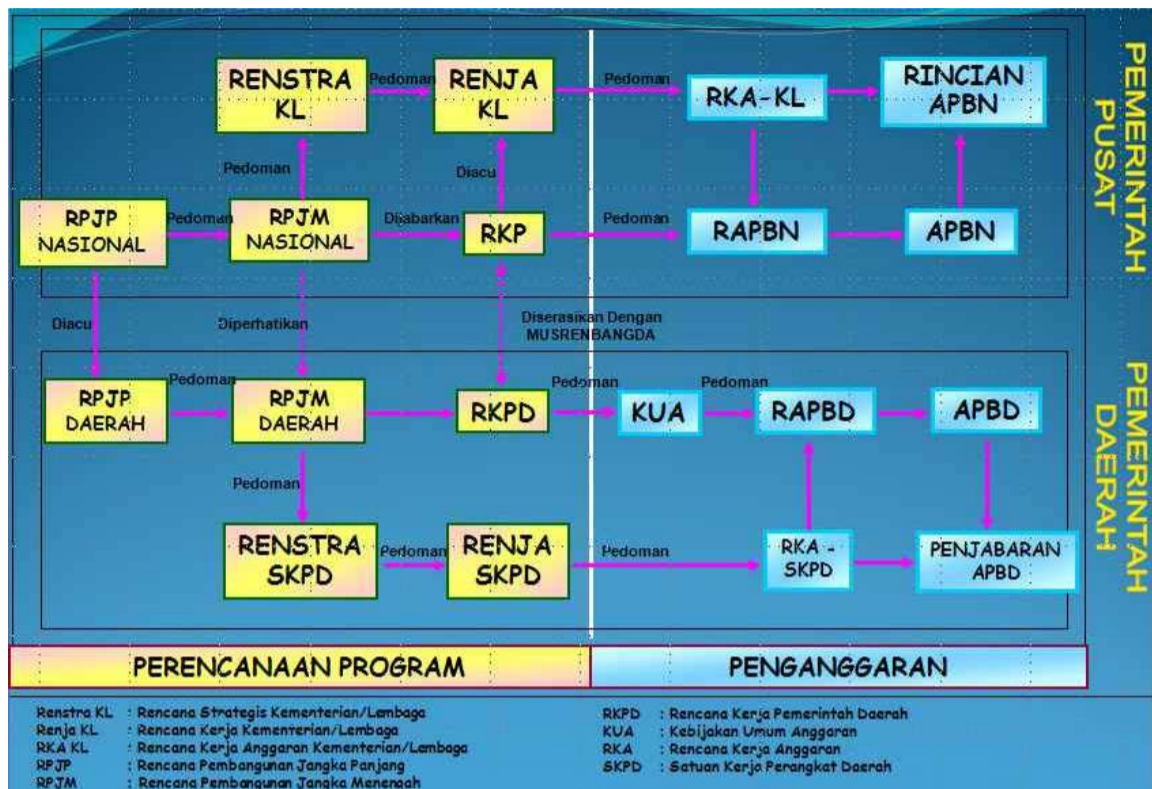 RENSTRA
KL
Pedoman
RENJA
KL
Pedoman
RKA-KL
RINCIAN
APBN
PEMERINTAH
PUSAT
Pedoman
Diacu
RPJP
NASIONAL
Pedoman
RPJM
NASIONAL
Dijabarkan
RKP
Pedoman
RAPBN
APBN
Diacu
Diperhatikan
Diserasikan Dengan
MUSRENBANGDA
RPJP
DAERAH
Pedoman
RPJM
DAERAH
RKPD
Pedoman
KUA
Pedoman
RAPBD
APBD
PEMERINTAH
DAERAH
Pedoman
RENSTRA
SKPD
Pedoman
RENJA
SKPD
Pedoman
RKA -
SKPD
PENJABARAN
APBD
PERENCANAAN PROGRAM
PENGANGGARAN
Renstra KL : Rencana Strategis Kementerian/Lembaga
Renja KL : Rencana Kerja Kementerian/Lembaga
RKA KL : Rencana Kerja Anggaran Kementerian/Lembaga
RPJP : Rencana Pembangunan Jangka Panjang
RPJM : Rencana Pembangunan Jangka Menengah
RKPD : Rencana Kerja Pemerintah Daerah
KUA : Kebijakan Umum Anggaran
RKA : Rencana Kerja Anggaran
SKPD : Satuan Kerja Perangkat Daerah